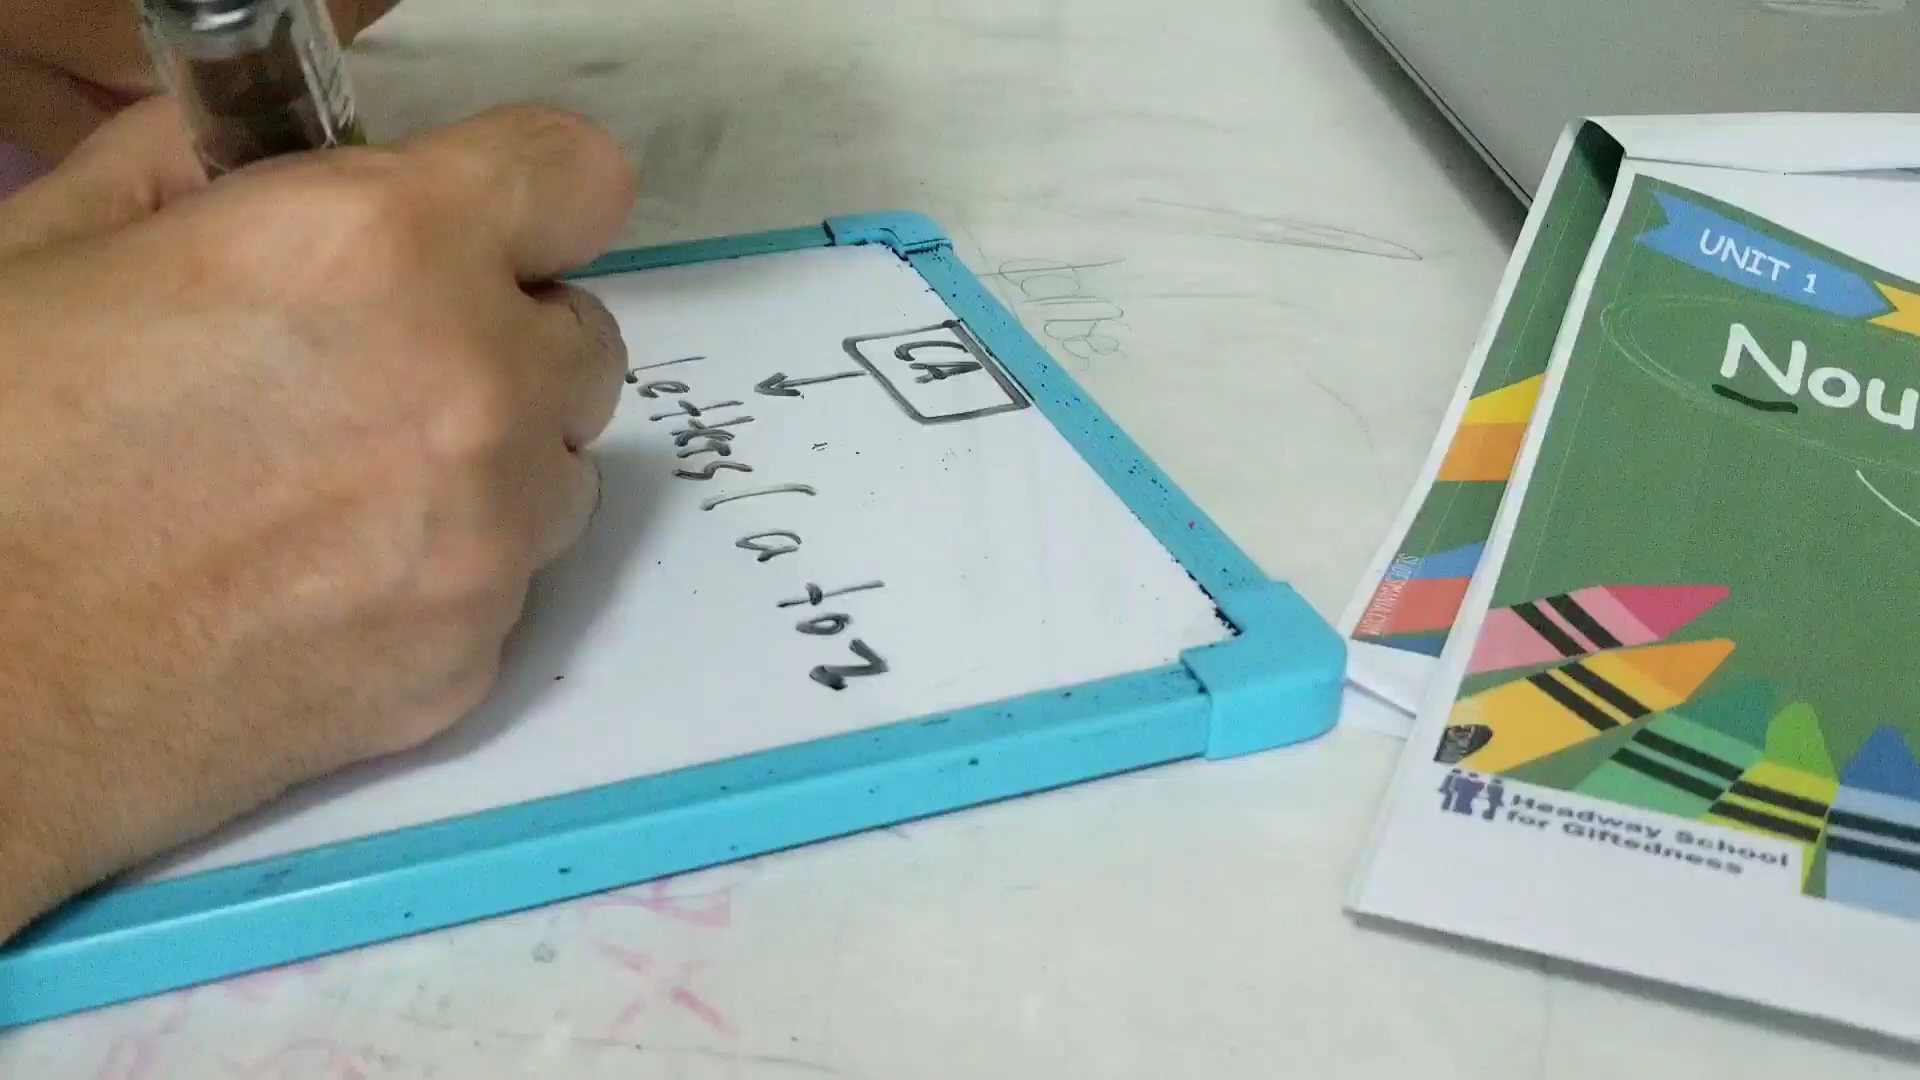 CA
letters (a to z
UNIT 1
Nou
Headway School
for Giftedness